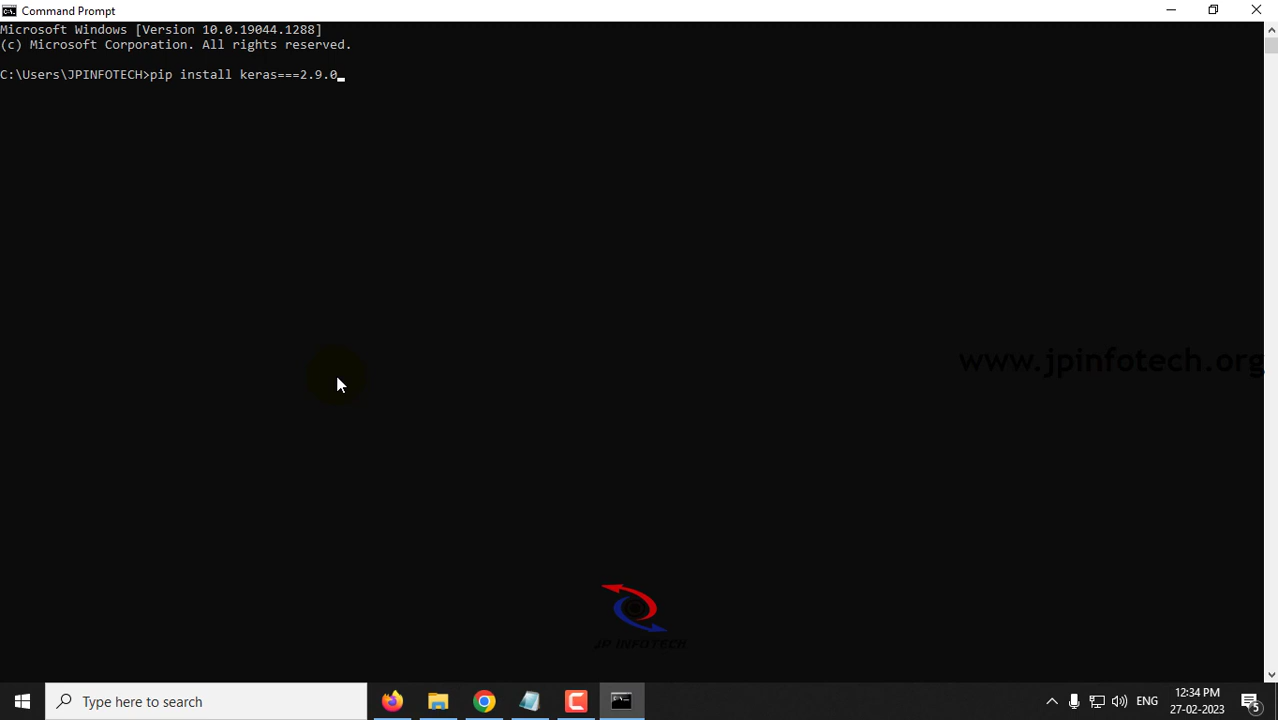 Command Prompt
Microsoft Windows [Version 10.0.19044.1288]
(c) Microsoft Corporation. All rights reserved.
C:\Users\JPINFOTECH>pip install keras===2.9.0
www.jpinfotech.org
JP INFOTECH
Type here to search
ENG
12:34 PM
27-02-2023
5